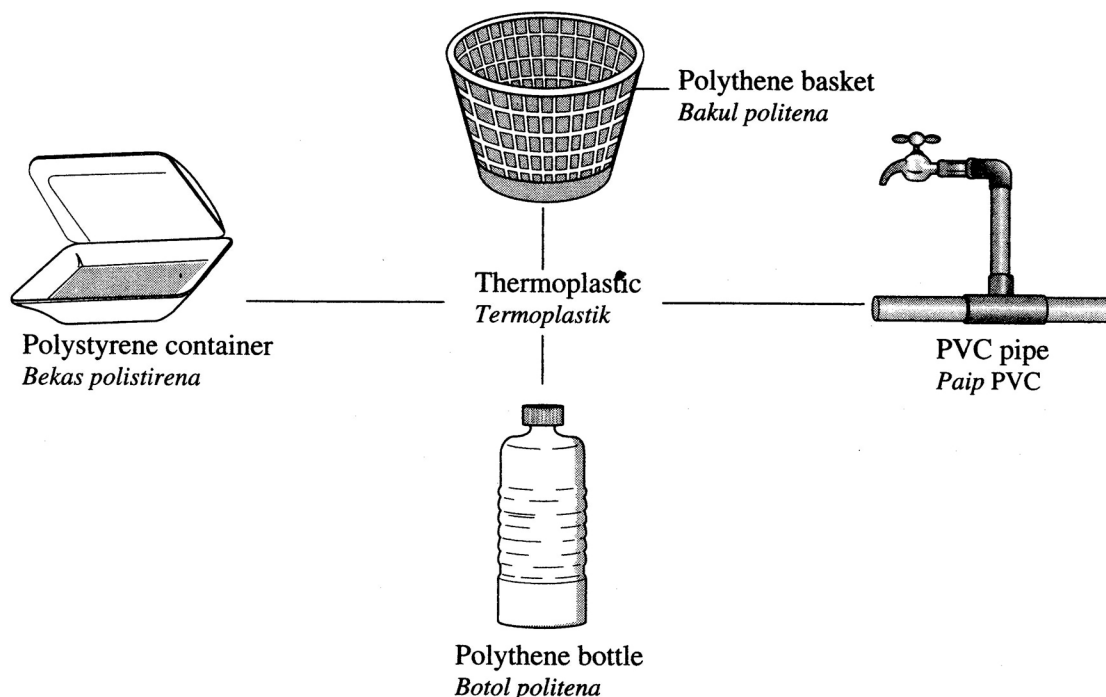 Polythene basket
Bakul politena
Thermoplastic
Termoplastik
Polystyrene container
Bekas polistirena
PVC pipe
Paip PVC
Polythene bottle
Botol politena